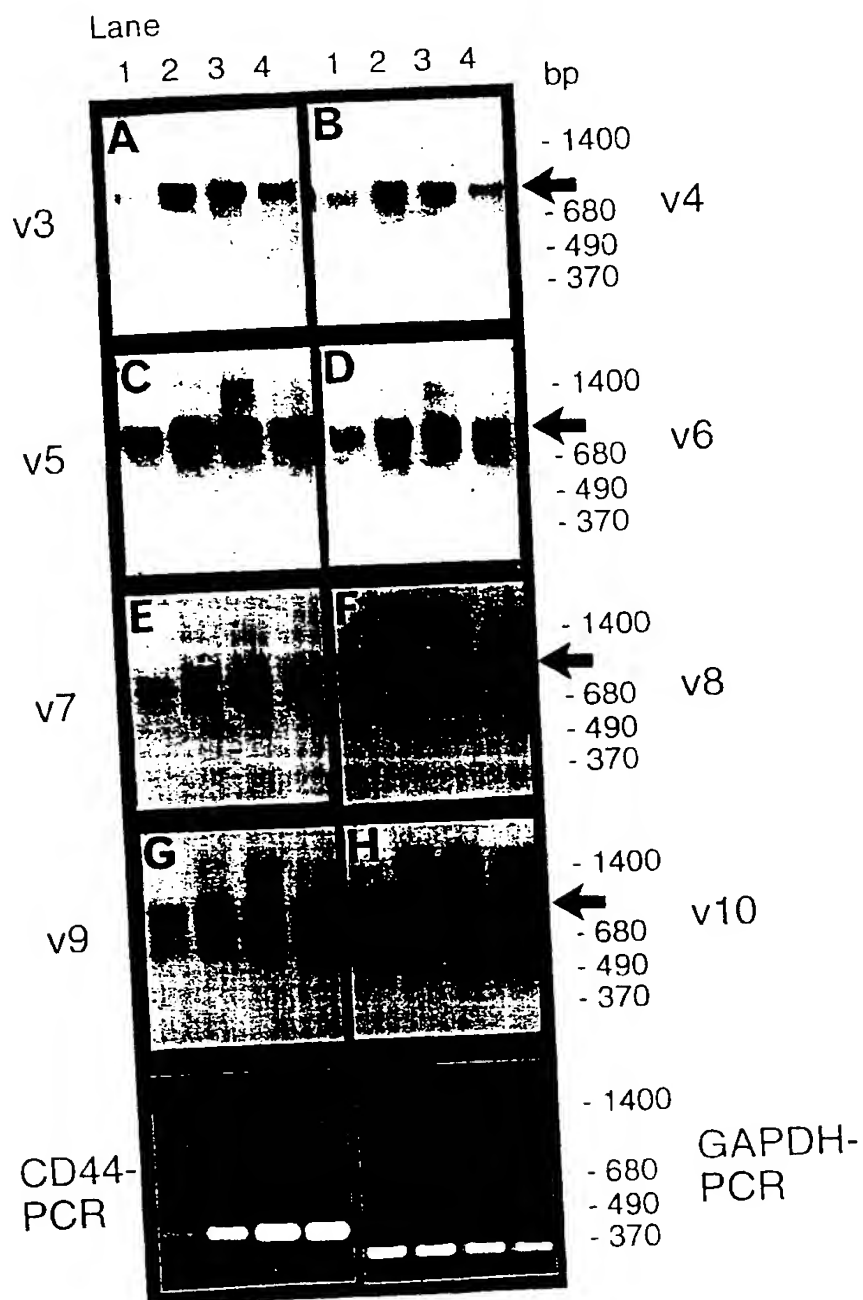 Lane
1 2 3 4 1 2 3 4 bp
A B - 1400
v3 - 680 v4
- 490
- 370
C D - 1400
v5 - 680 v6
- 490
- 370
E F - 1400
v7 - 680 v8
- 490
- 370
G H - 1400
v9 - 680 v10
- 490
- 370
- 1400
CD44- - 680 GAPDH-
PCR - 490 PCR
- 370